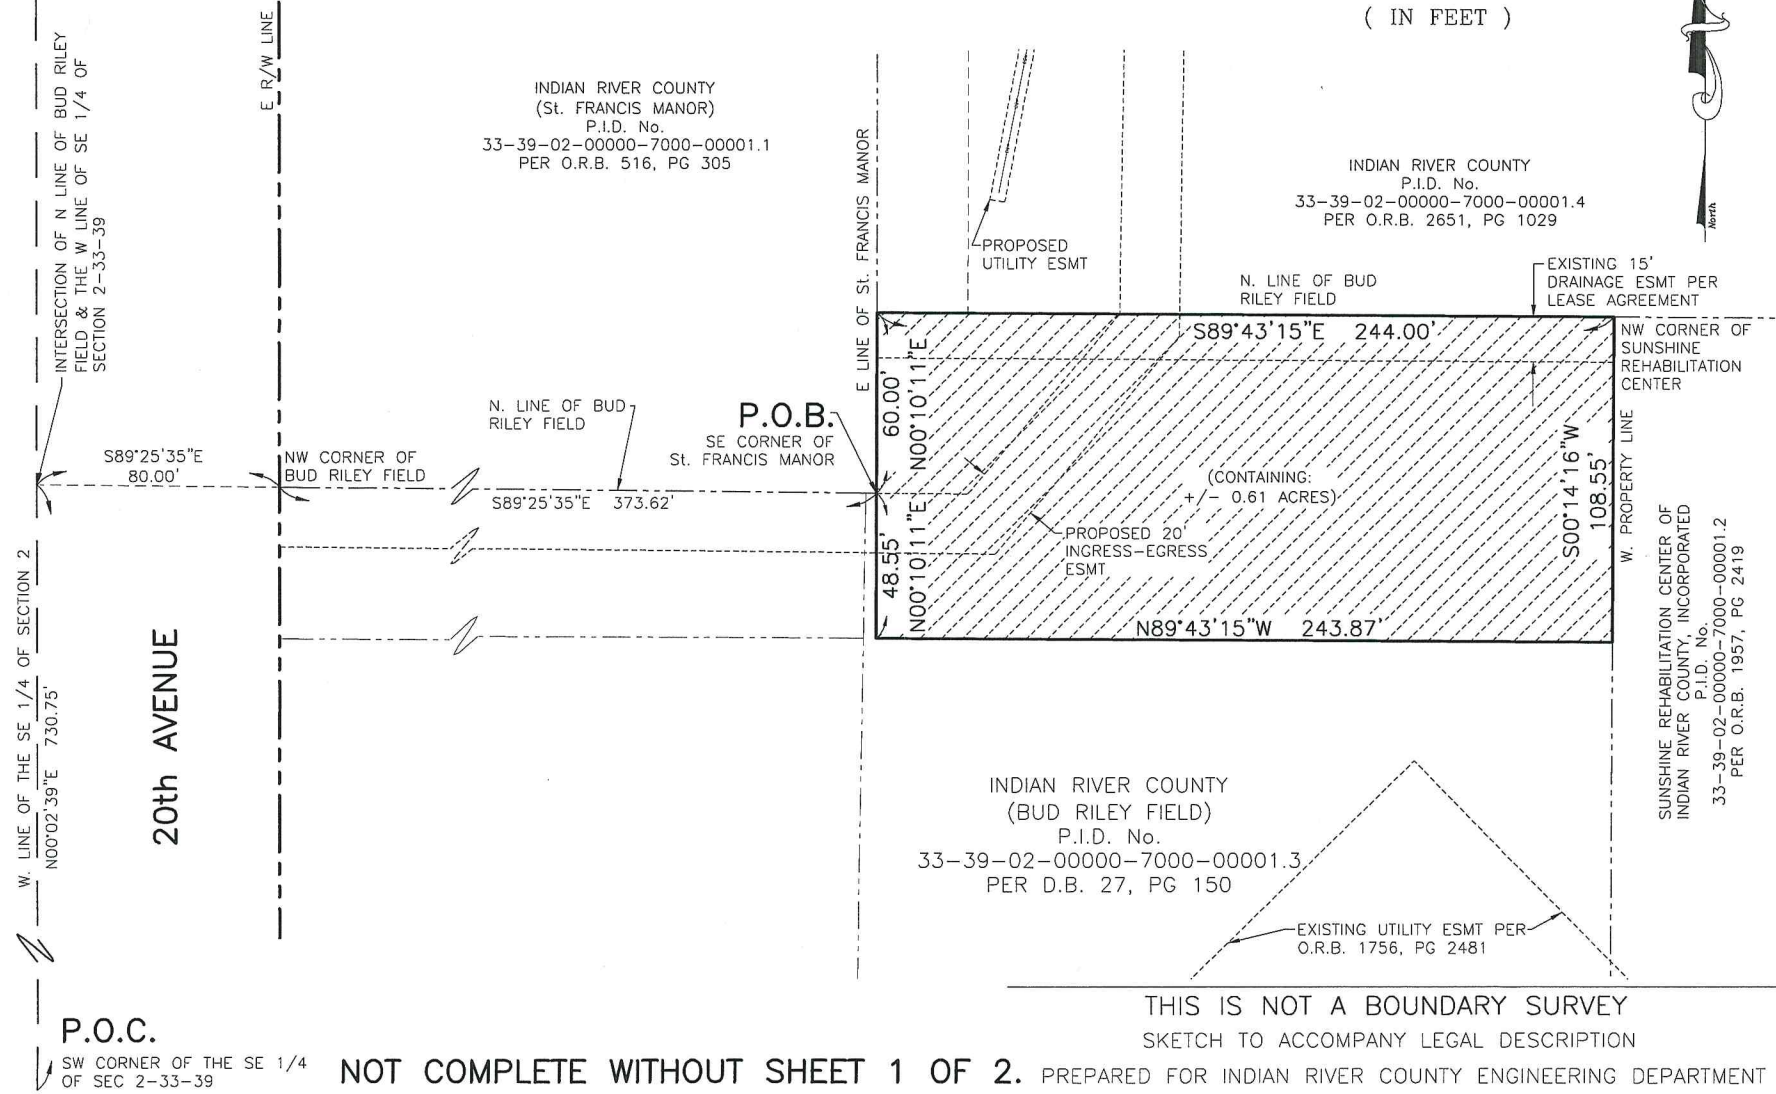 ( IN FEET )
North
E R/W LINE
INTERSECTION OF N LINE OF BUD RILEY
FIELD & THE W LINE OF SE 1/4 OF
SECTION 2-33-39
INDIAN RIVER COUNTY
(St. FRANCIS MANOR)
P.I.D. No.
33-39-02-00000-7000-00001.1
PER O.R.B. 516, PG 305
E LINE OF St. FRANCIS MANOR
INDIAN RIVER COUNTY
P.I.D. No.
33-39-02-00000-7000-00001.4
PER O.R.B. 2651, PG 1029
PROPOSED
UTILITY ESMT
N. LINE OF BUD
RILEY FIELD
EXISTING 15'
DRAINAGE ESMT PER
LEASE AGREEMENT
S89°43'15"E 244.00'
NW CORNER OF
SUNSHINE
REHABILITATION
CENTER
60.00'
N00°10'11"E
N. LINE OF BUD
RILEY FIELD
P.O.B.
SE CORNER OF
St. FRANCIS MANOR
S89°25'35"E
80.00'
NW CORNER OF
BUD RILEY FIELD
S89°25'35"E 373.62'
(CONTAINING:
+/- 0.61 ACRES)
S00°14'16"W
108.55'
W. PROPERTY LINE
PROPOSED 20'
INGRESS-EGRESS
ESMT
48.55'
N00°10'11"E
N89°43'15"W 243.87'
SUNSHINE REHABILITATION CENTER OF
INDIAN RIVER COUNTY, INCORPORATED
P.I.D. No.
33-39-02-00000-7000-00001.2
PER O.R.B. 1957, PG 2419
W. LINE OF THE SE 1/4 OF SECTION 2
N00°02'39"E 730.75'
20th AVENUE
INDIAN RIVER COUNTY
(BUD RILEY FIELD)
P.I.D. No.
33-39-02-00000-7000-00001.3
PER D.B. 27, PG 150
EXISTING UTILITY ESMT PER
O.R.B. 1756, PG 2481
THIS IS NOT A BOUNDARY SURVEY
SKETCH TO ACCOMPANY LEGAL DESCRIPTION
P.O.C.
SW CORNER OF THE SE 1/4
OF SEC 2-33-39
NOT COMPLETE WITHOUT SHEET 1 OF 2.
PREPARED FOR INDIAN RIVER COUNTY ENGINEERING DEPARTMENT